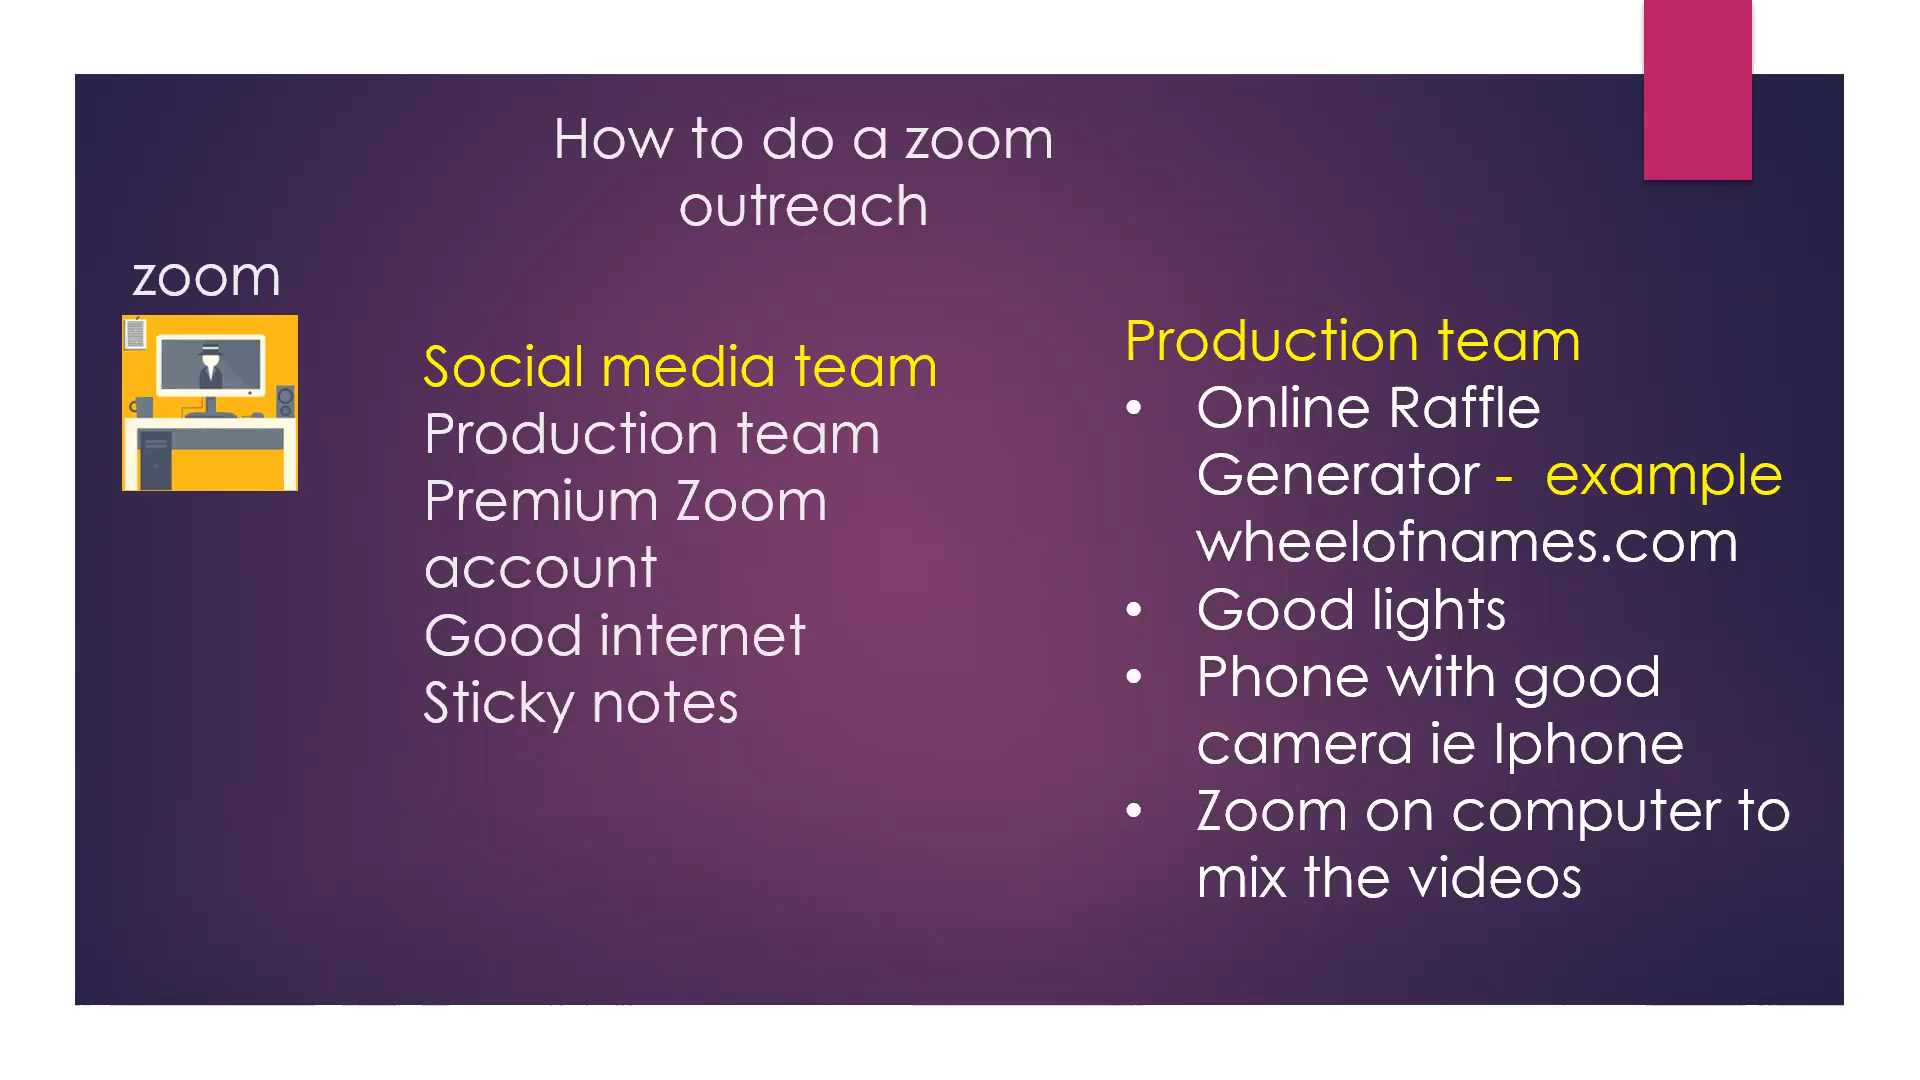 How to do a zoom
outreach
zoom
Social media team
Production team
Premium Zoom
account
Good internet
Sticky notes
Production team
• Online Raffle
Generator - example
wheelofnames.com
• Good lights
• Phone with good
camera ie Iphone
• Zoom on computer to
mix the videos